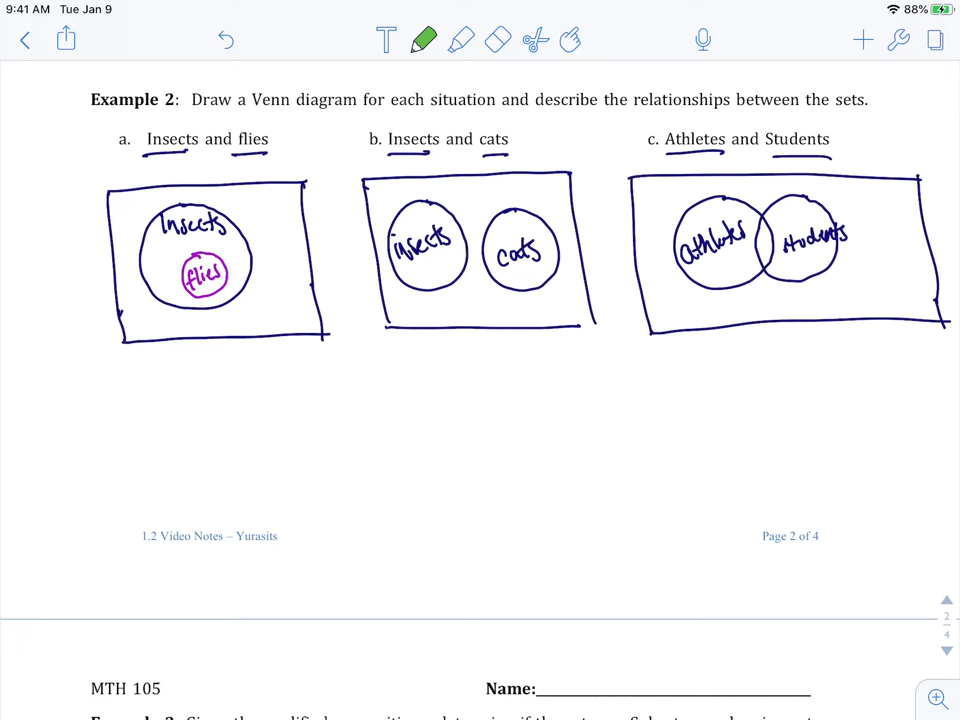 9:41 AM Tue Jan 9
88%
Example 2: Draw a Venn diagram for each situation and describe the relationships between the sets.
a. Insects and flies
b. Insects and cats
c. Athletes and Students
Insects
flies
insects
cats
athletes
students
1.2 Video Notes – Yurasits
Page 2 of 4
2
4
MTH 105
Name: